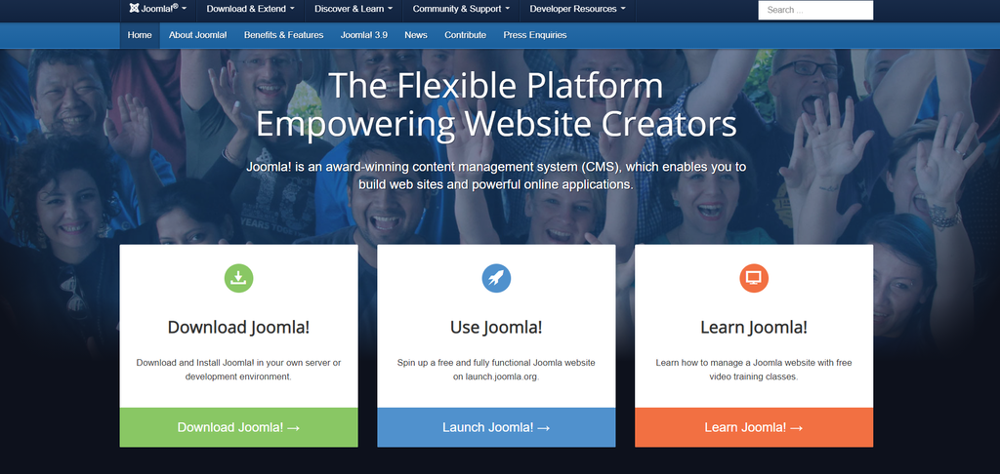 Joomla!® Download & Extend Discover & Learn Community & Support Developer Resources Search ...
Home About Joomla! Benefits & Features Joomla! 3.9 News Contribute Press Enquiries
The Flexible Platform
Empowering Website Creators
Joomla! is an award-winning content management system (CMS), which enables you to
build web sites and powerful online applications.
YEARS
Download Joomla!
Download and Install Joomla! in your own server or
development environment.
Download Joomla! →
Use Joomla!
Spin up a free and fully functional Joomla website
on launch.joomla.org.
Launch Joomla! →
Learn Joomla!
Learn how to manage a Joomla website with free
video training classes.
Learn Joomla! →